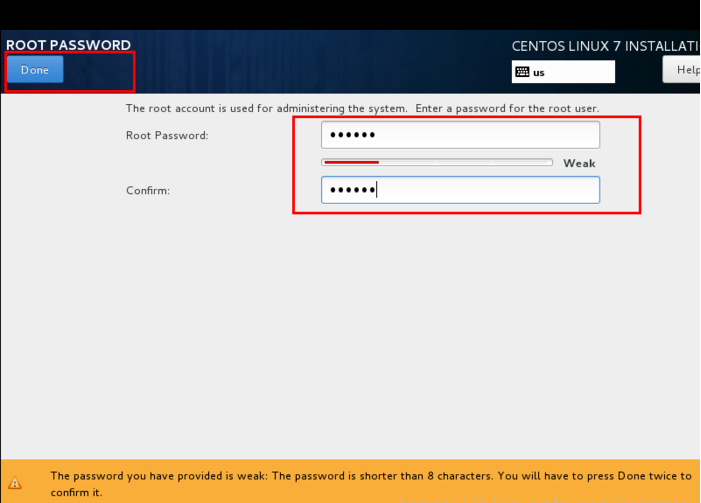 ROOT PASSWORD
CENTOS LINUX 7 INSTALLATI
Done
us
Help
The root account is used for administering the system. Enter a password for the root user.
Root Password:
••••••
Weak
Confirm:
••••••
The password you have provided is weak: The password is shorter than 8 characters. You will have to press Done twice to
confirm it.